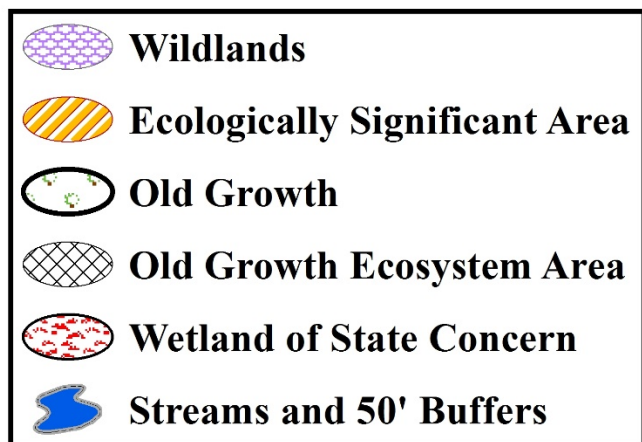 Wildlands
Ecologically Significant Area
Old Growth
Old Growth Ecosystem Area
Wetland of State Concern
Streams and 50' Buffers